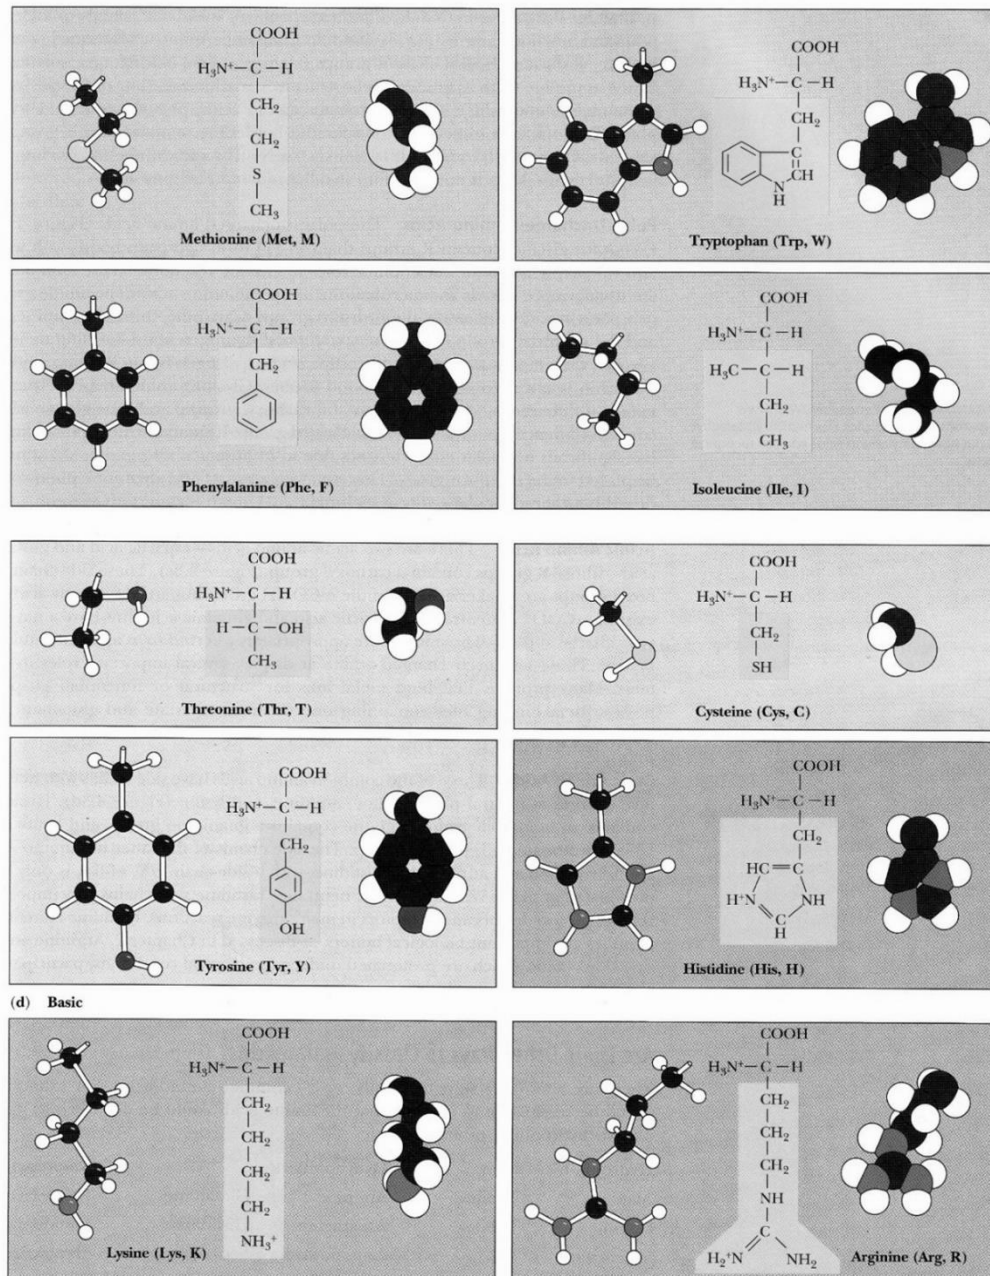 COOH
H₃N⁺—C—H
CH₂
CH₂
S
CH₃
Methionine (Met, M)
COOH
H₃N⁺—C—H
CH₂
C
CH
N
H
Tryptophan (Trp, W)
COOH
H₃N⁺—C—H
CH₂
Phenylalanine (Phe, F)
COOH
H₃N⁺—C—H
H₃C—C—H
CH₂
CH₃
Isoleucine (Ile, I)
COOH
H₃N⁺—C—H
H—C—OH
CH₃
Threonine (Thr, T)
COOH
H₃N⁺—C—H
CH₂
SH
Cysteine (Cys, C)
COOH
H₃N⁺—C—H
CH₂
OH
Tyrosine (Tyr, Y)
COOH
H₃N⁺—C—H
CH₂
HC=C
H⁺N NH
C
H
Histidine (His, H)
(d) Basic
COOH
H₃N⁺—C—H
CH₂
CH₂
CH₂
CH₂
NH₃⁺
Lysine (Lys, K)
COOH
H₃N⁺—C—H
CH₂
CH₂
CH₂
NH
C
H₂⁺N NH₂
Arginine (Arg, R)